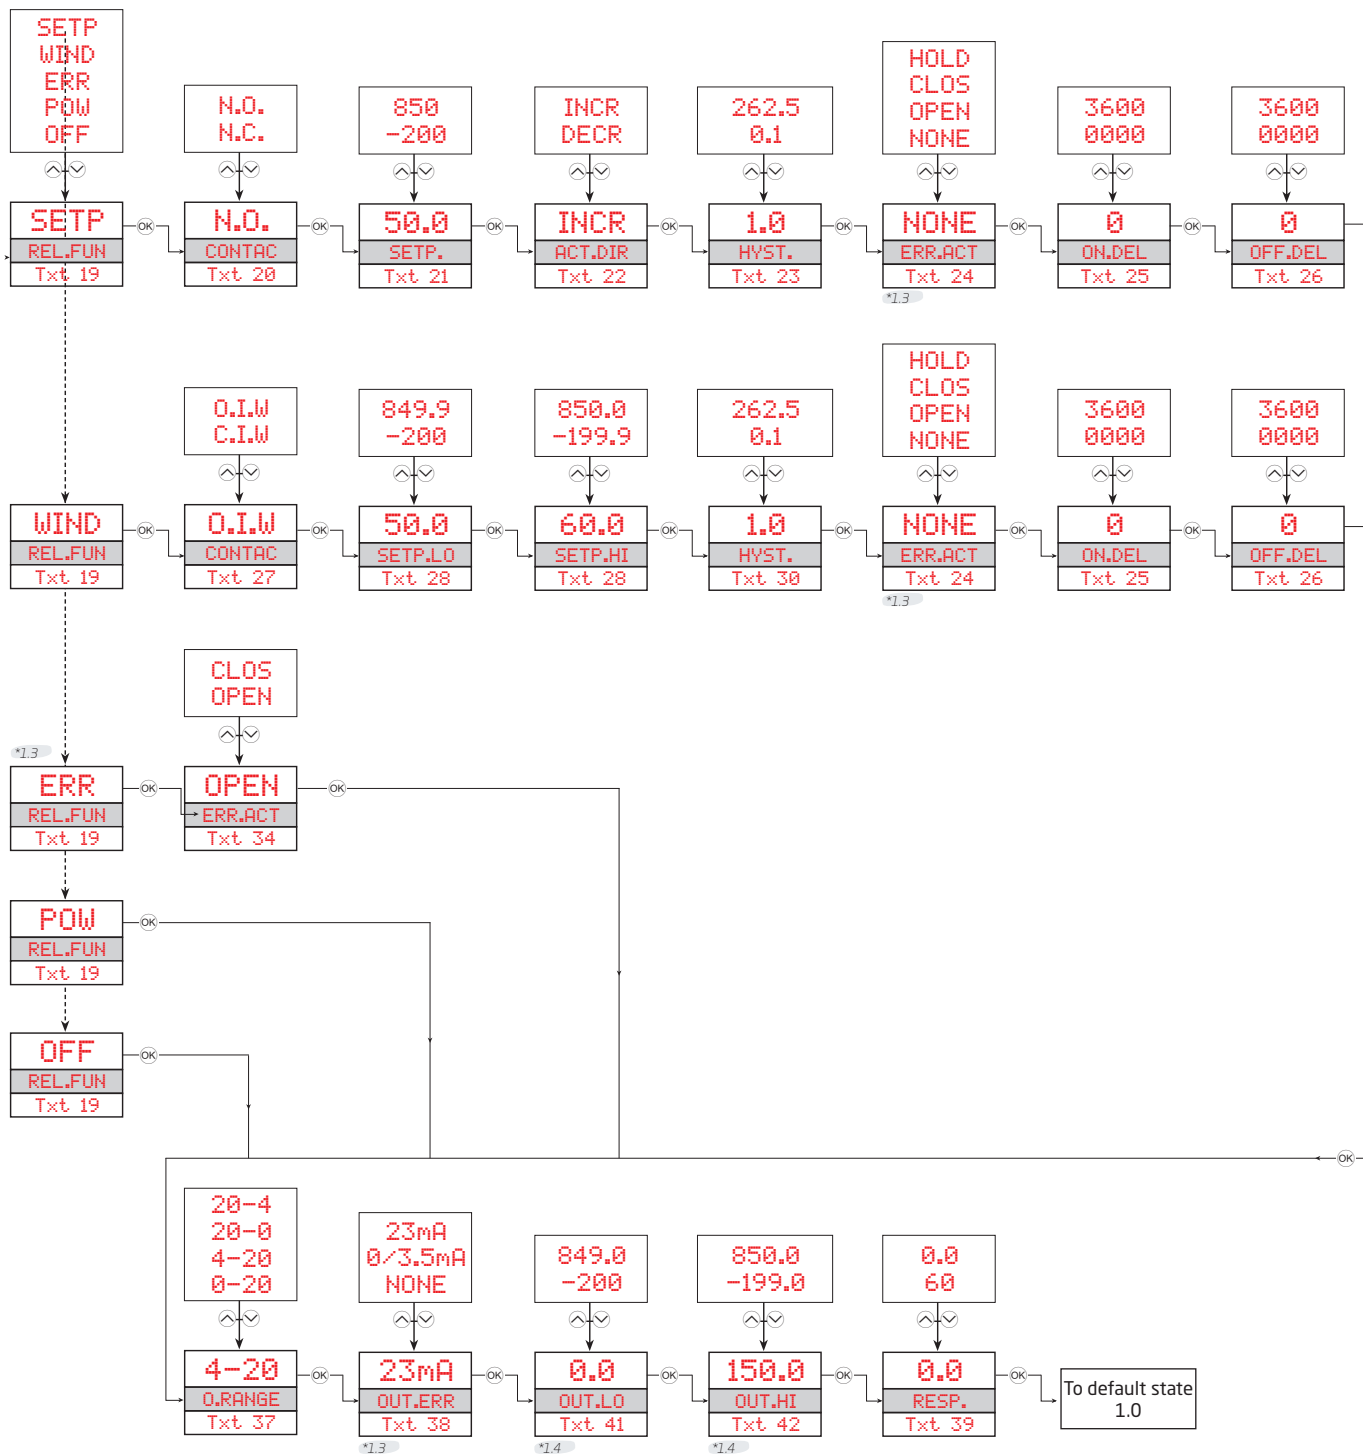 SETP
WIND
ERR
POW
OFF
N.O.
N.C.
850
-200
INCR
DECR
262.5
0.1
HOLD
CLOS
OPEN
NONE
3600
0000
3600
0000
SETP
REL.FUN
Txt 19
OK
N.O.
CONTAC
Txt 20
OK
50.0
SETP.
Txt 21
OK
INCR
ACT.DIR
Txt 22
OK
1.0
HYST.
Txt 23
OK
NONE
ERR.ACT
Txt 24
*1.3
OK
0
ON.DEL
Txt 25
OK
0
OFF.DEL
Txt 26
O.I.W
C.I.W
849.9
-200
850.0
-199.9
262.5
0.1
HOLD
CLOS
OPEN
NONE
3600
0000
3600
0000
WIND
REL.FUN
Txt 19
OK
O.I.W
CONTAC
Txt 27
OK
50.0
SETP.LO
Txt 28
OK
60.0
SETP.HI
Txt 28
OK
1.0
HYST.
Txt 30
OK
NONE
ERR.ACT
Txt 24
*1.3
OK
0
ON.DEL
Txt 25
OK
0
OFF.DEL
Txt 26
CLOS
OPEN
*1.3
ERR
REL.FUN
Txt 19
OK
OPEN
ERR.ACT
Txt 34
OK
POW
REL.FUN
Txt 19
OK
OFF
REL.FUN
Txt 19
OK
OK
20-4
20-0
4-20
0-20
23mA
0/3.5mA
NONE
849.0
-200
850.0
-199.0
0.0
60
4-20
O.RANGE
Txt 37
OK
23mA
OUT.ERR
Txt 38
*1.3
OK
0.0
OUT.LO
Txt 41
*1.4
OK
150.0
OUT.HI
Txt 42
*1.4
OK
0.0
RESP.
Txt 39
OK
To default state
1.0